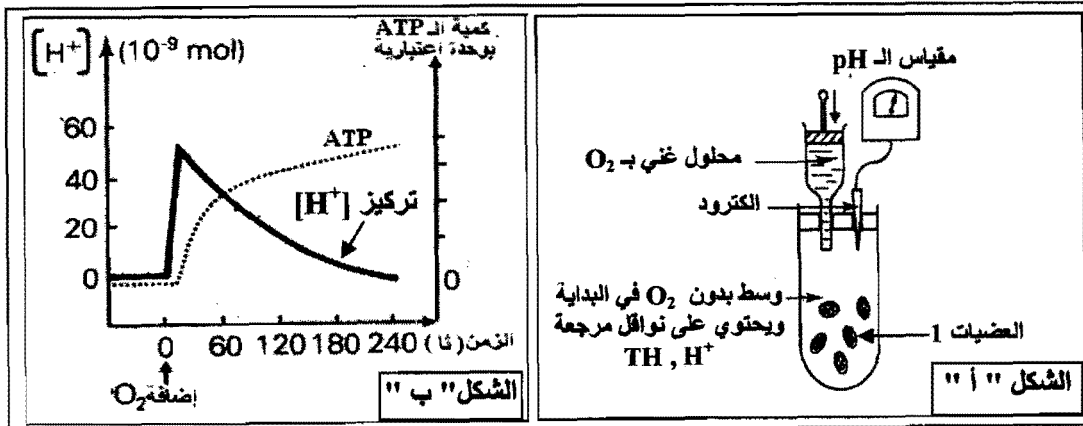 مقياس الـ pH
محلول غني بـ O₂
الكترود
وسط بدون O₂ في البداية
ويحتوي على نواقل مرجعة
TH , H⁺
العضيات 1
الشكل " أ "
كمية الـ ATP
بوحدة إعتبارية
[H⁺] (10⁻⁹ mol)
60
40
20
0
ATP
تركيز [H⁺]
0
0 60 120 180 240 الزمن (ثا)
إضافة O₂
الشكل " ب "